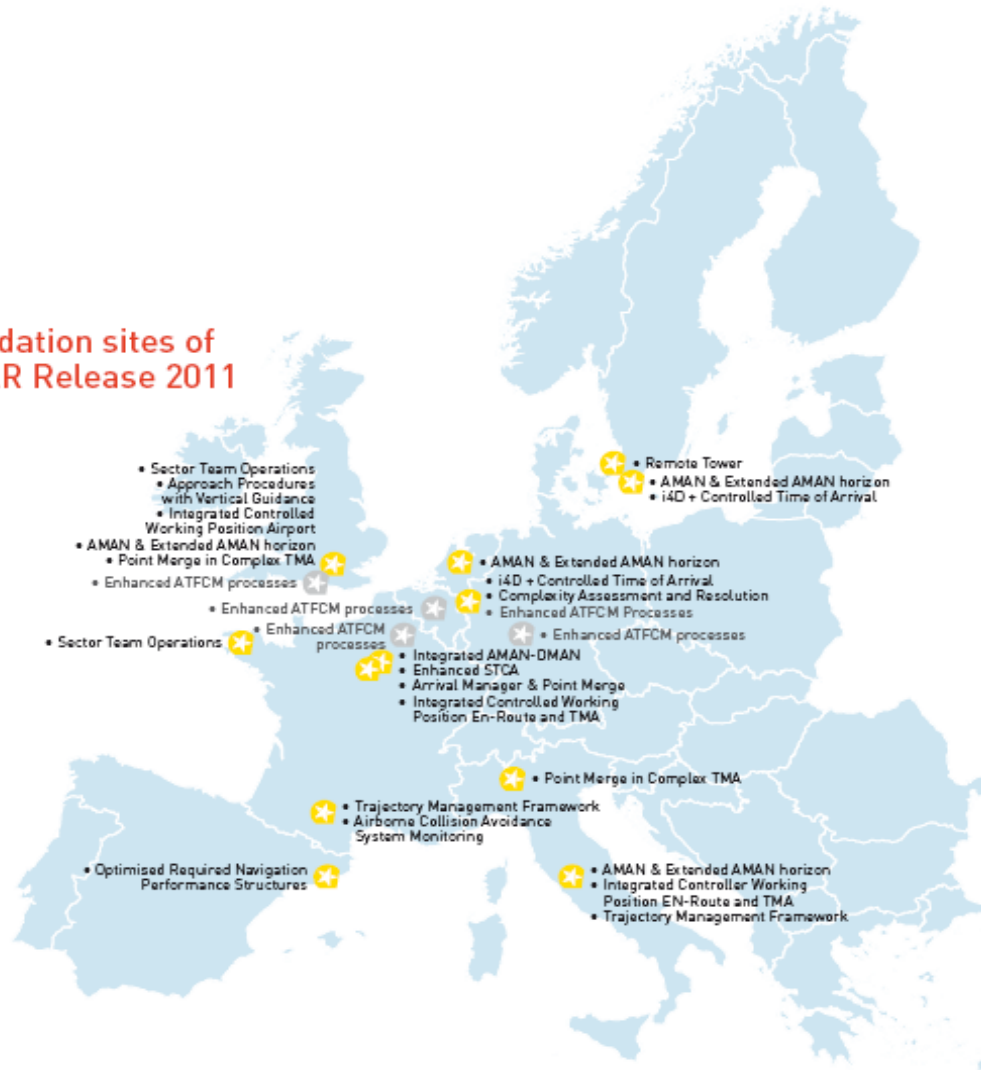 dation sites of
R Release 2011
• Sector Team Operations
• Approach Procedures
with Vertical Guidance
• Integrated Controlled
Working Position Airport
• AMAN & Extended AMAN horizon
• Point Merge in Complex TMA
• Enhanced ATFCM processes
• Enhanced ATFCM processes
• Enhanced ATFCM
processes
• Sector Team Operations
• Remote Tower
• AMAN & Extended AMAN horizon
• i4D + Controlled Time of Arrival
• AMAN & Extended AMAN horizon
• i4D + Controlled Time of Arrival
• Complexity Assessment and Resolution
• Enhanced ATFCM Processes
• Enhanced ATFCM processes
• Integrated AMAN-DMAN
• Enhanced STCA
• Arrival Manager & Point Merge
• Integrated Controlled Working
Position En-Route and TMA
• Point Merge in Complex TMA
• Trajectory Management Framework
• Airborne Collision Avoidance
System Monitoring
• Optimised Required Navigation
Performance Structures
• AMAN & Extended AMAN horizon
• Integrated Controller Working
Position EN-Route and TMA
• Trajectory Management Framework